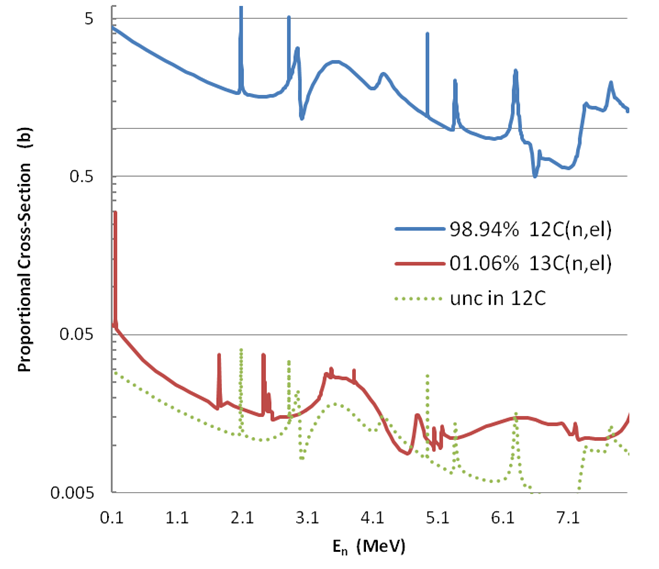 5
0.5
0.05
0.005
Proportional Cross-Section (b)
98.94% 12C(n,el)
01.06% 13C(n,el)
unc in 12C
0.1 1.1 2.1 3.1 4.1 5.1 6.1 7.1
En (MeV)